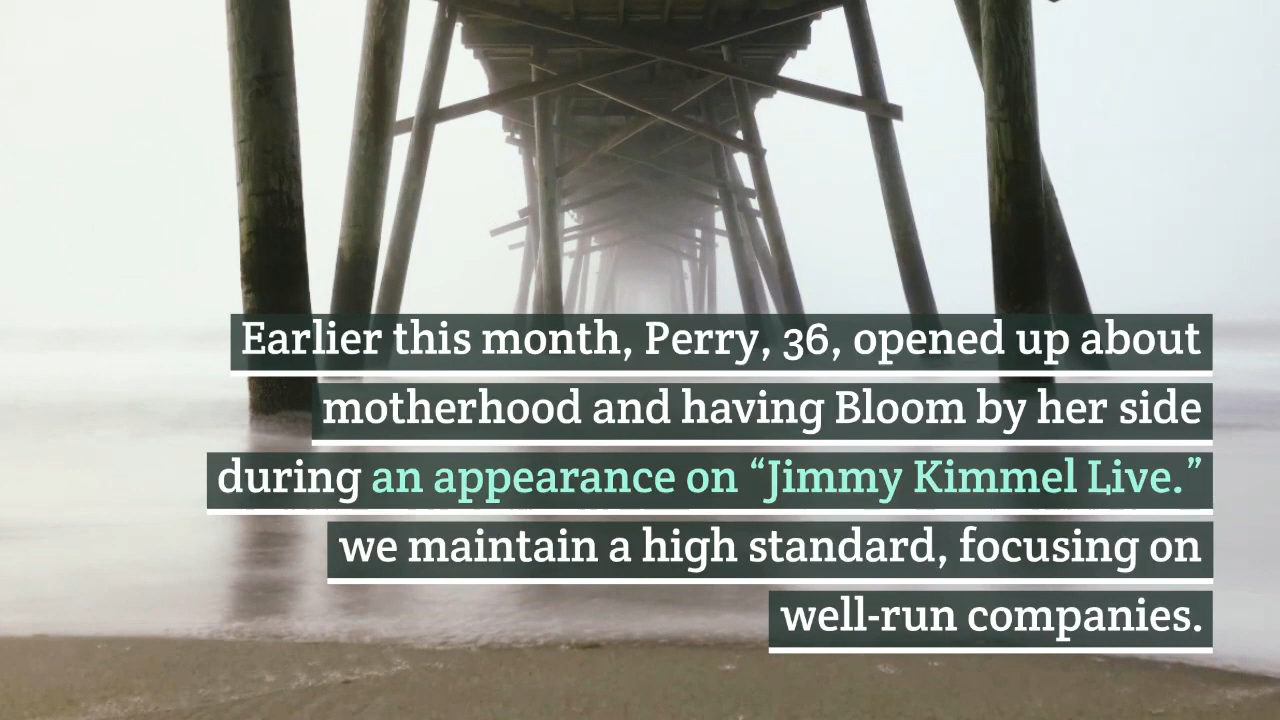 Earlier this month, Perry, 36, opened up about
motherhood and having Bloom by her side
during an appearance on “Jimmy Kimmel Live.”
we maintain a high standard, focusing on
well-run companies.